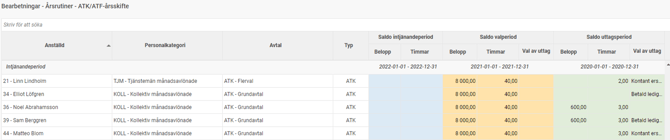 Bearbetningar - Årsrutiner - ATK/ATF-årsskifte
Skriv för att söka
Anställd Personkategori Avtal Typ Saldo intjänandeperiod Saldo valperiod Saldo uttagsperiod
Belopp Timmar Belopp Timmar Val av uttag Belopp Timmar Val av uttag
Intjänandeperiod 2022-01-01 - 2022-12-31 2021-01-01 - 2021-12-31 2020-01-01 - 2020-12-31
21 - Linn Lindholm TJM - Tjänstemän månadsavlönade ATK - Flerval ATK 8 000,00 40,00 2,00 Kontant ers...
34 - Elliot Löfgren KOLL - Kollektiv månadsavlönade ATK - Grundavtal ATK 8 000,00 40,00 Betald ledig...
36 - Noel Abrahamsson KOLL - Kollektiv månadsavlönade ATK - Grundavtal ATK 8 000,00 40,00 600,00 3,00
39 - Sam Berggren KOLL - Kollektiv månadsavlönade ATK - Grundavtal ATK 8 000,00 40,00 600,00 3,00 Betald ledig...
44 - Matteo Blom KOLL - Kollektiv månadsavlönade ATK - Grundavtal ATK 8 000,00 40,00 3,00 Kontant ers...